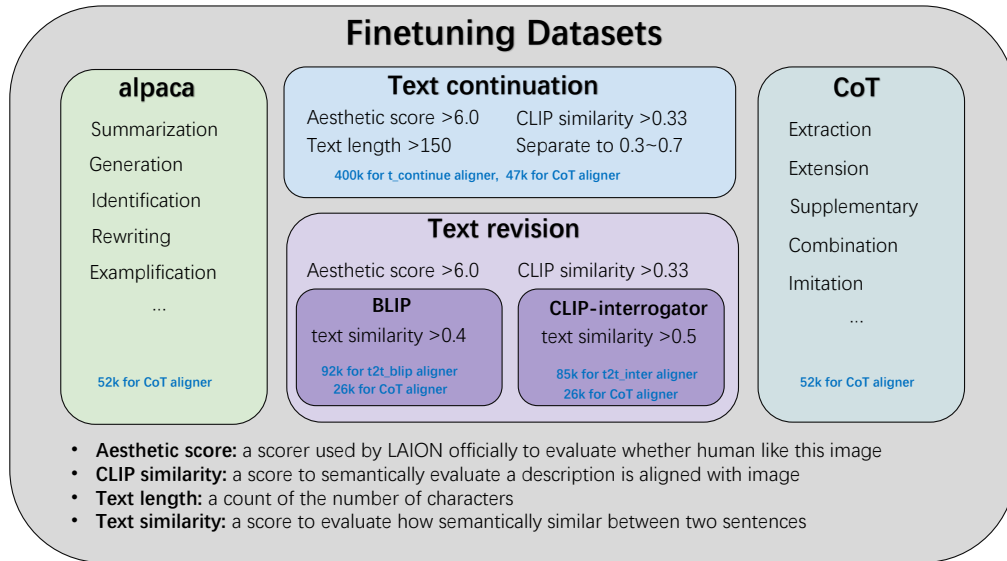 Finetuning Datasets
alpaca
Summarization
Generation
Identification
Rewriting
Examplification
...
52k for CoT aligner
Text continuation
Aesthetic score >6.0 CLIP similarity >0.33
Text length >150 Separate to 0.3~0.7
400k for t_continue aligner, 47k for CoT aligner
Text revision
Aesthetic score >6.0 CLIP similarity >0.33
BLIP
text similarity >0.4
92k for t2t_blip aligner
26k for CoT aligner
CLIP-interrogator
text similarity >0.5
85k for t2t_inter aligner
26k for CoT aligner
CoT
Extraction
Extension
Supplementary
Combination
Imitation
...
52k for CoT aligner
• Aesthetic score: a scorer used by LAION officially to evaluate whether human like this image
• CLIP similarity: a score to semantically evaluate a description is aligned with image
• Text length: a count of the number of characters
• Text similarity: a score to evaluate how semantically similar between two sentences